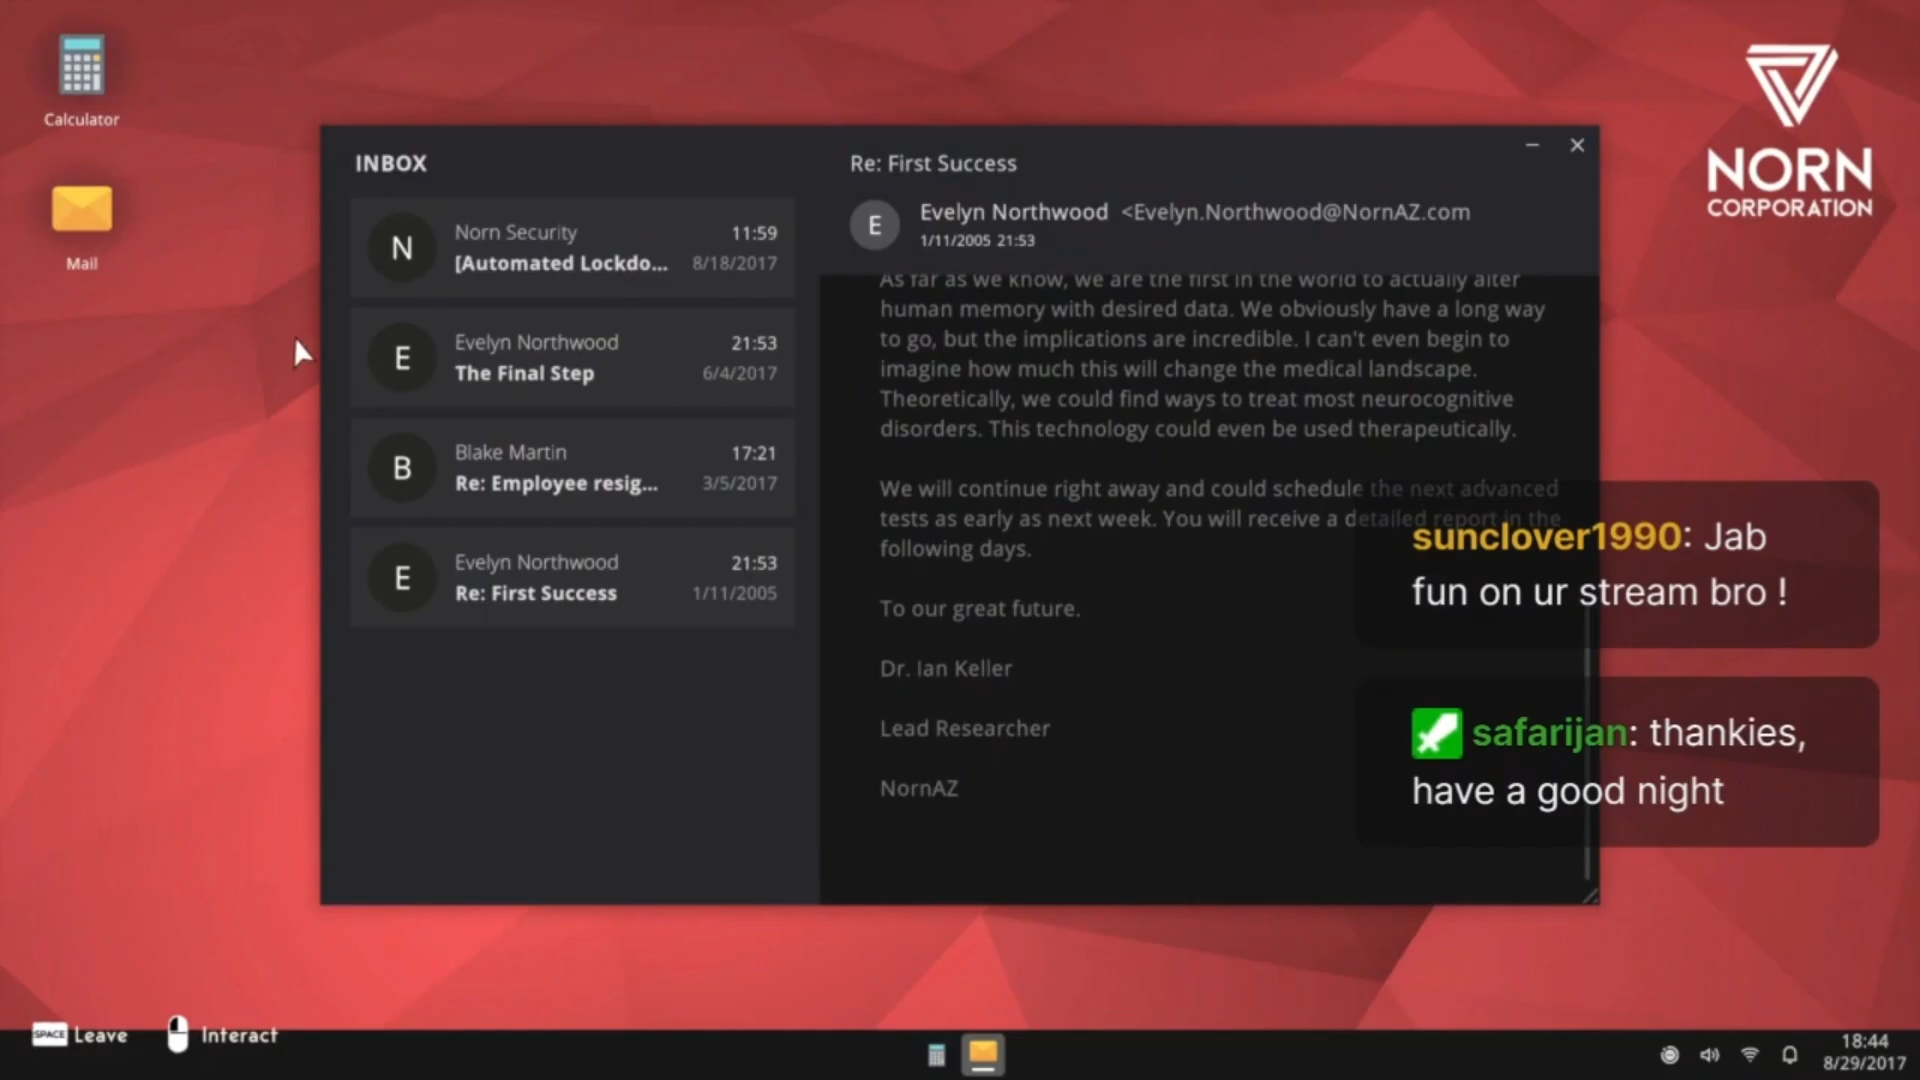 Calculator
Mail
NORN
CORPORATION
INBOX
N
Norn Security
11:59
[Automated Lockdo...
8/18/2017
E
Evelyn Northwood
21:53
The Final Step
6/4/2017
B
Blake Martin
17:21
Re: Employee resig...
3/5/2017
E
Evelyn Northwood
21:53
Re: First Success
1/11/2005
Re: First Success
E
Evelyn Northwood <Evelyn.Northwood@NornAZ.com
1/11/2005 21:53
As far as we know, we are the first in the world to actually alter
human memory with desired data. We obviously have a long way
to go, but the implications are incredible. I can't even begin to
imagine how much this will change the medical landscape.
Theoretically, we could find ways to treat most neurocognitive
disorders. This technology could even be used therapeutically.
We will continue right away and could schedule the next advanced
tests as early as next week. You will receive a detailed report in the
following days.
To our great future.
Dr. Ian Keller
Lead Researcher
NornAZ
sunclover1990: Jab
fun on ur stream bro !
safarijan: thankies,
have a good night
SPACE Leave
Interact
18:44
8/29/2017